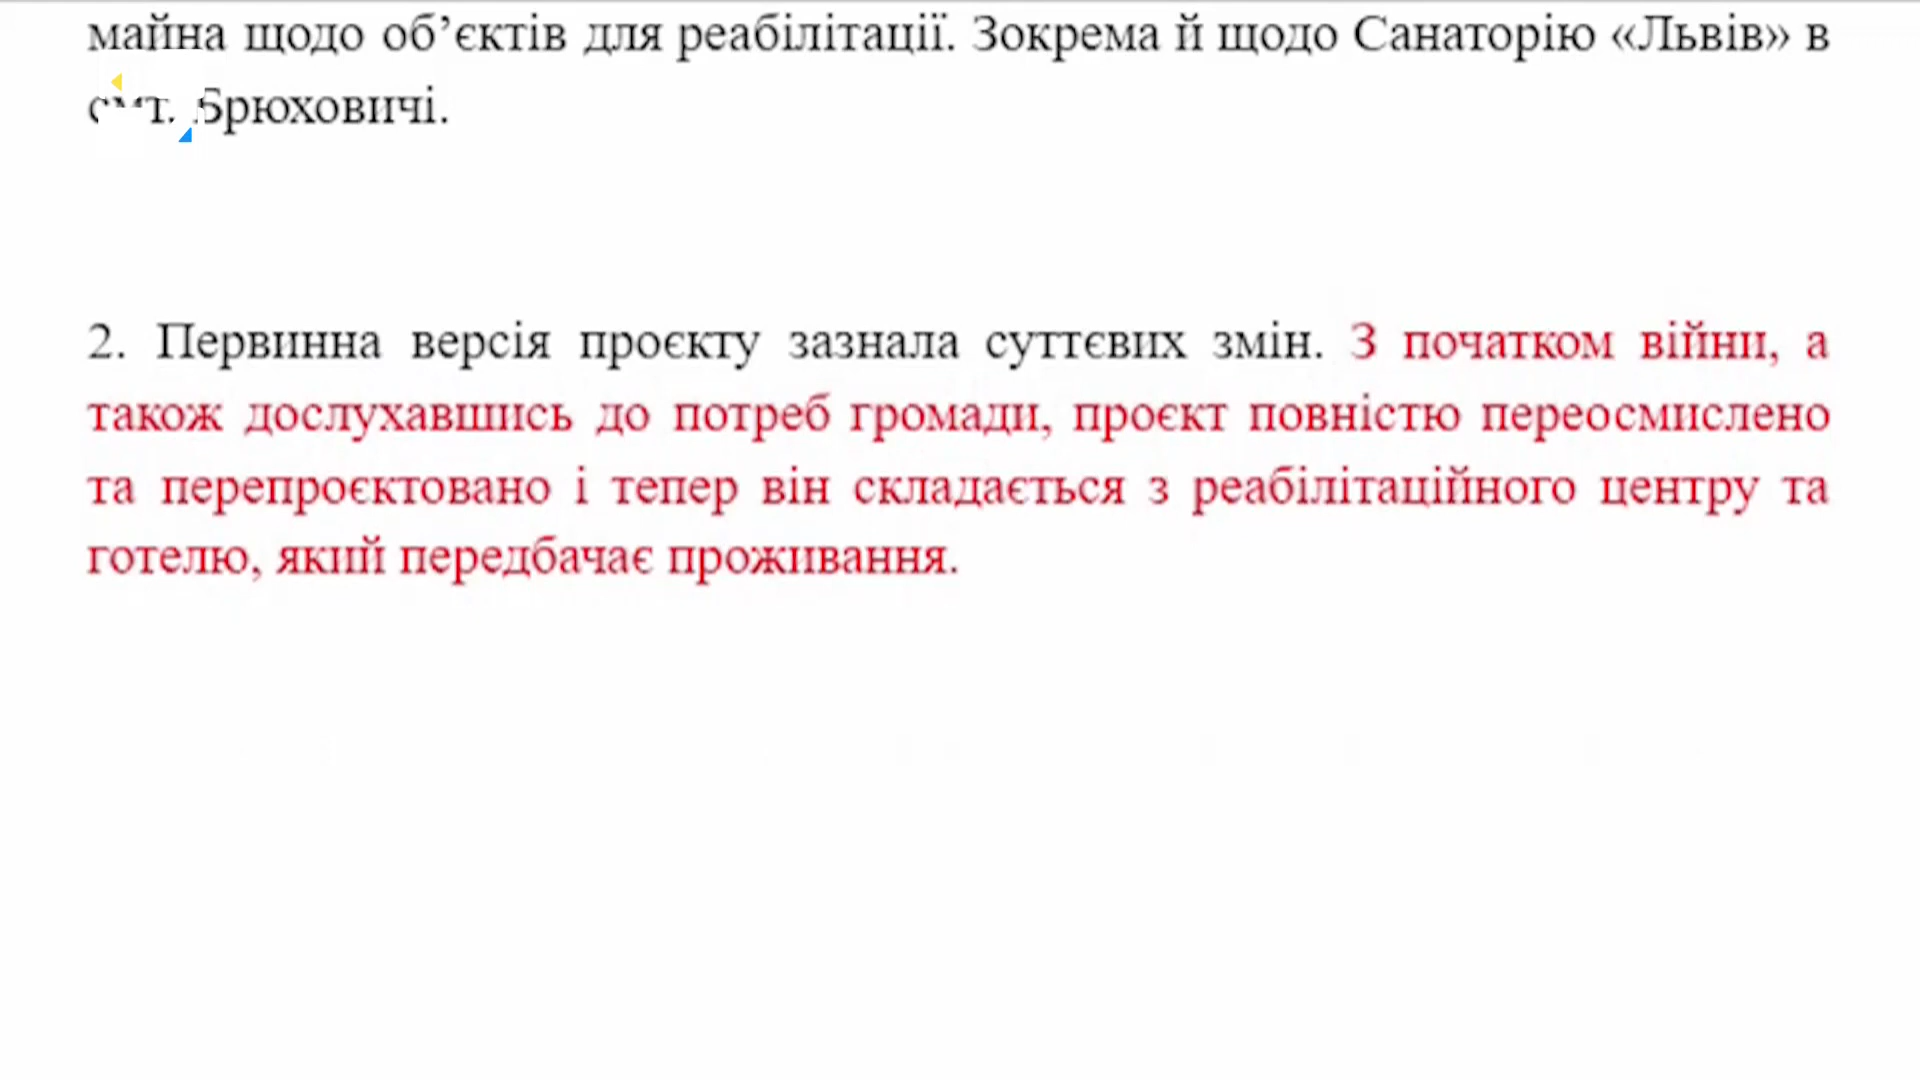 майна щодо об’єктів для реабілітації. Зокрема й щодо Санаторію «Львів» в
смт. Брюховичі.
2. Первинна версія проєкту зазнала суттєвих змін. З початком війни, а
також дослухавшись до потреб громади, проєкт повністю переосмислено
та перепроєктовано і тепер він складається з реабілітаційного центру та
готелю, який передбачає проживання.